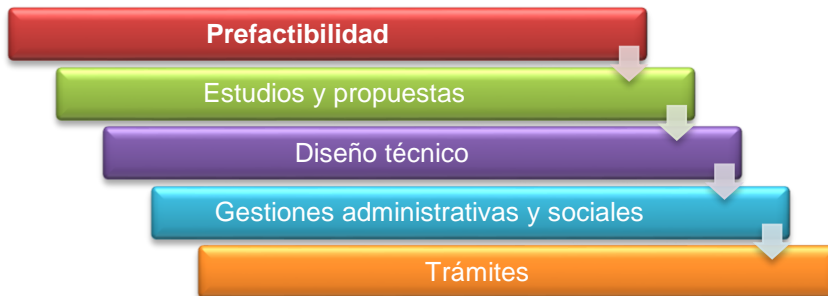 Prefactibilidad
Estudios y propuestas
Diseño técnico
Gestiones administrativas y sociales
Trámites